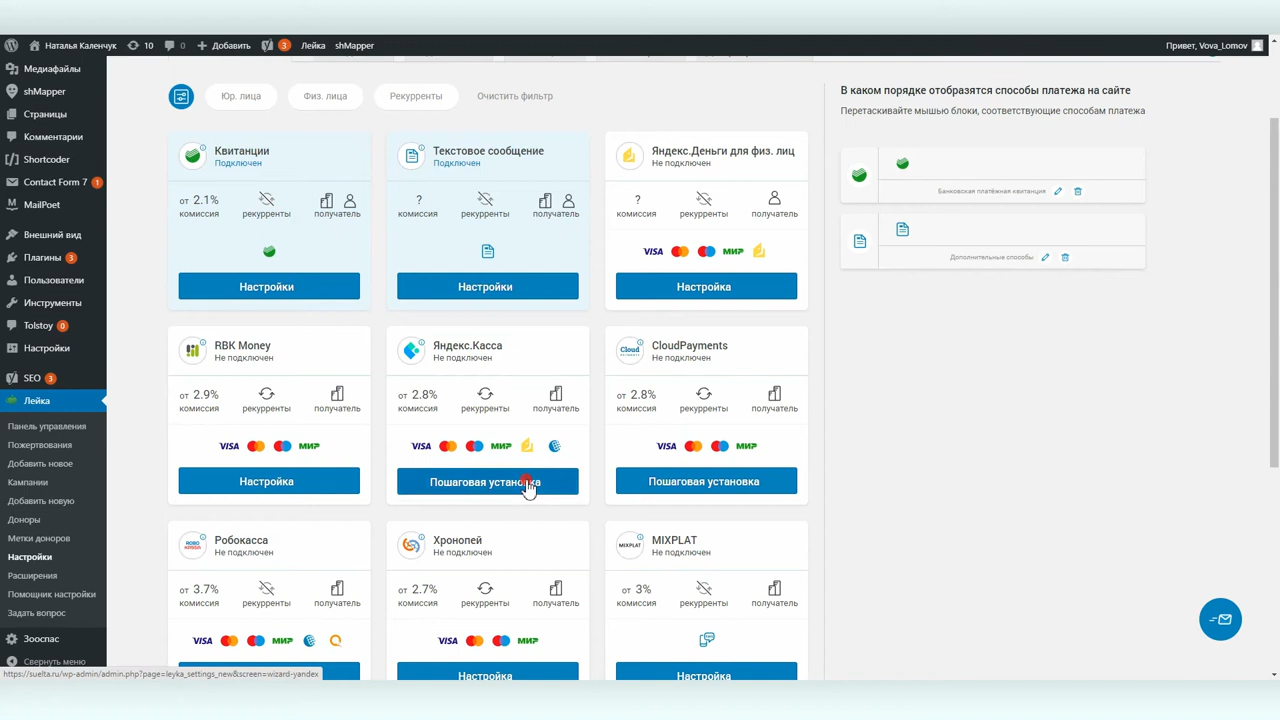 Наталья Каленчук
10
0
Добавить
3
Лейка
shMapper
Привет, Vova_Lomov
Медиафайлы
shMapper
Страницы
Комментарии
Shortcoder
Contact Form 7 1
MailPoet
Внешний вид
Плагины 3
Пользователи
Инструменты
Tolstoy 0
Настройки
SEO 3
Лейка
Панель управления
Пожертвования
Добавить новое
Кампании
Добавить новую
Доноры
Метки доноров
Настройки
Расширения
Помощник настройки
Задать вопрос
Зооспас
Свернуть меню
Юр. лица
Физ. лица
Рекурренты
Очистить фильтр
Квитанции
Подключен
от 2.1%
комиссия
рекурренты
получатель
Настройки
Текстовое сообщение
Подключен
?
комиссия
рекурренты
получатель
Настройки
Яндекс.Деньги для физ. лиц
Не подключен
?
комиссия
рекурренты
получатель
VISA
МИР
Настройка
RBK Money
Не подключен
от 2.9%
комиссия
рекурренты
получатель
VISA
МИР
Настройка
Яндекс.Касса
Не подключен
от 2.8%
комиссия
рекурренты
получатель
VISA
МИР
Пошаговая установка
Cloud
CloudPayments
Не подключен
от 2.8%
комиссия
рекурренты
получатель
VISA
МИР
Пошаговая установка
Робокасса
Не подключен
от 3.7%
комиссия
рекурренты
получатель
VISA
МИР
Хронопей
Не подключен
от 2.7%
комиссия
рекурренты
получатель
VISA
МИР
Настройка
MIXPLAT
MIXPLAT
Не подключен
от 3%
комиссия
рекурренты
получатель
Настройка
В каком порядке отобразятся способы платежа на сайте
Перетаскивайте мышью блоки, соответствующие способам платежа
Банковская платёжная квитанция
Дополнительные способы
https://suelta.ru/wp-admin/admin.php?page=leyka_settings_new&screen=wizard-yandex